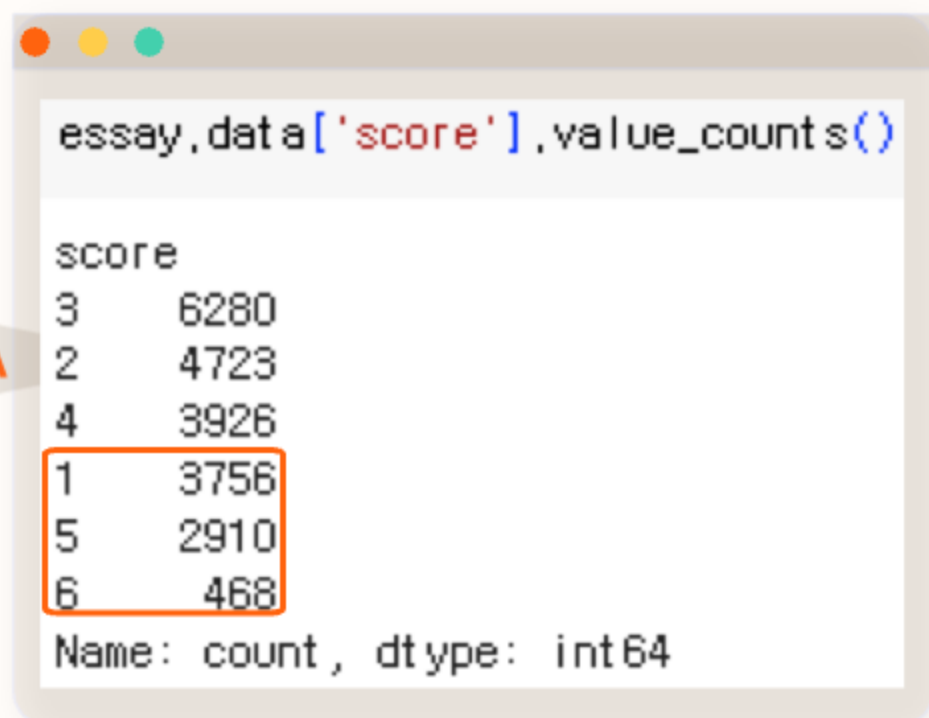 essay.data['score'].value_counts()
score
3 6280
2 4723
4 3926
1 3756
5 2910
6 468
Name: count, dtype: int64